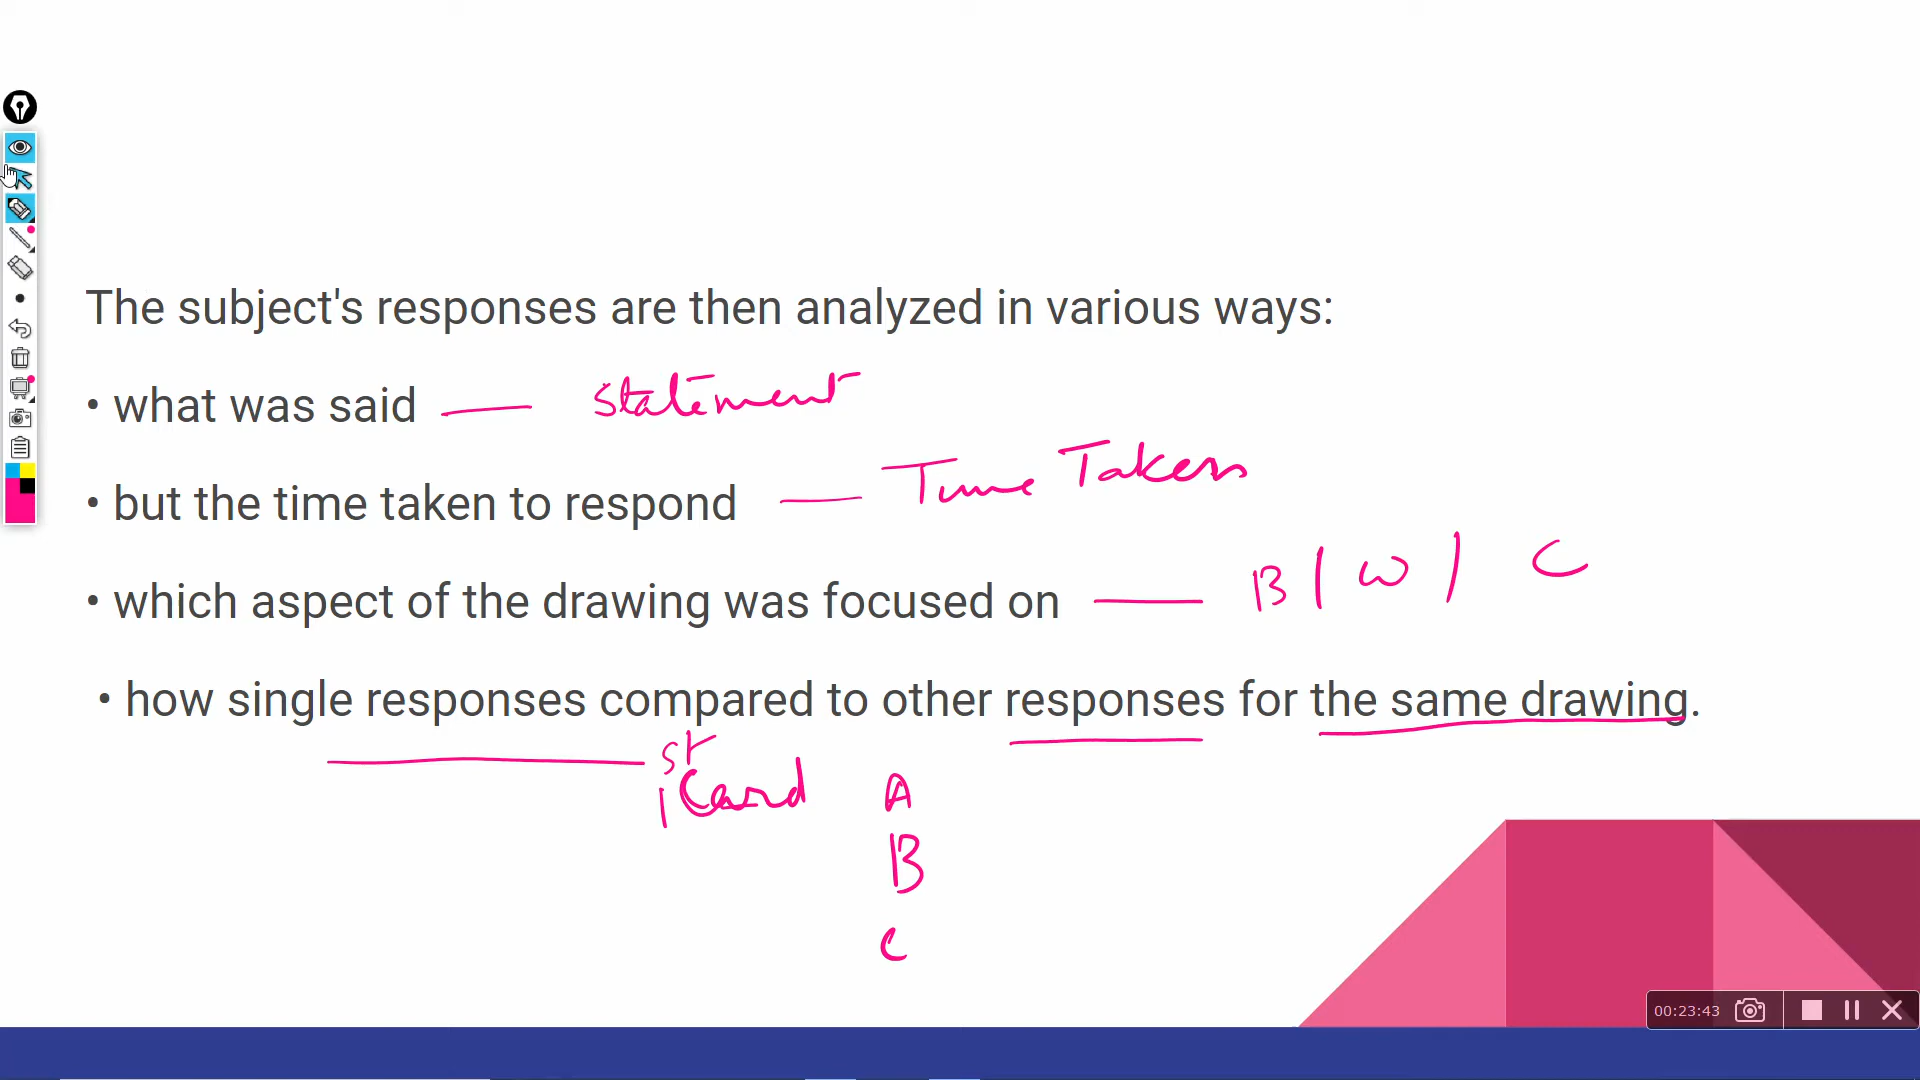 The subject's responses are then analyzed in various ways:
• what was said — Statement
• but the time taken to respond — Time Taken
• which aspect of the drawing was focused on — B | W | C
• how single responses compared to other responses for the same drawing.
1st Card A
B
C
00:23:43